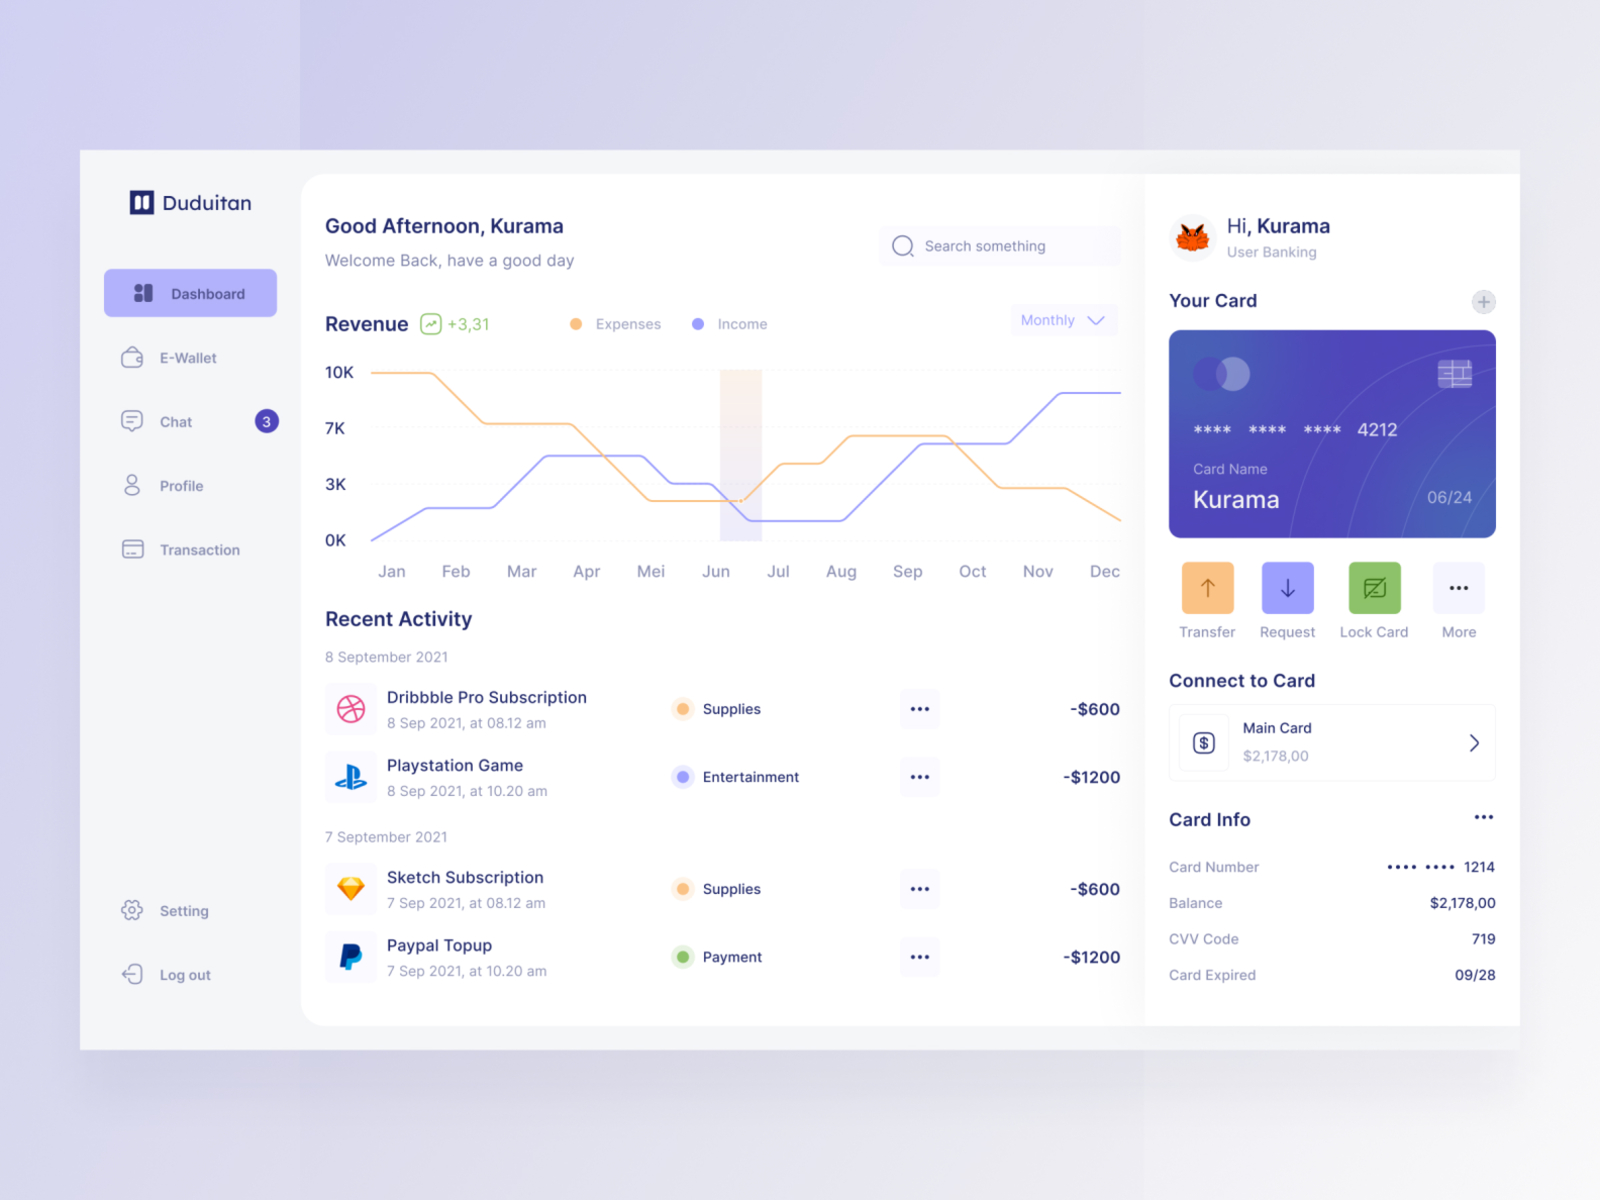 Duduitan
Dashboard
E-Wallet
Chat
3
Profile
Transaction
Setting
Log out
Good Afternoon, Kurama
Welcome Back, have a good day
Search something
Revenue
+3,31
Expenses
Income
Monthly
10K
7K
3K
0K
Jan Feb Mar Apr Mei Jun Jul Aug Sep Oct Nov Dec
Recent Activity
8 September 2021
Dribbble Pro Subscription
8 Sep 2021, at 08.12 am
Supplies
-$600
Playstation Game
8 Sep 2021, at 10.20 am
Entertainment
-$1200
7 September 2021
Sketch Subscription
7 Sep 2021, at 08.12 am
Supplies
-$600
Paypal Topup
7 Sep 2021, at 10.20 am
Payment
-$1200
Hi, Kurama
User Banking
Your Card
**** **** **** 4212
Card Name
Kurama
06/24
Transfer
Request
Lock Card
More
Connect to Card
Main Card
$2,178,00
Card Info
Card Number
•••• •••• 1214
Balance
$2,178,00
CVV Code
719
Card Expired
09/28